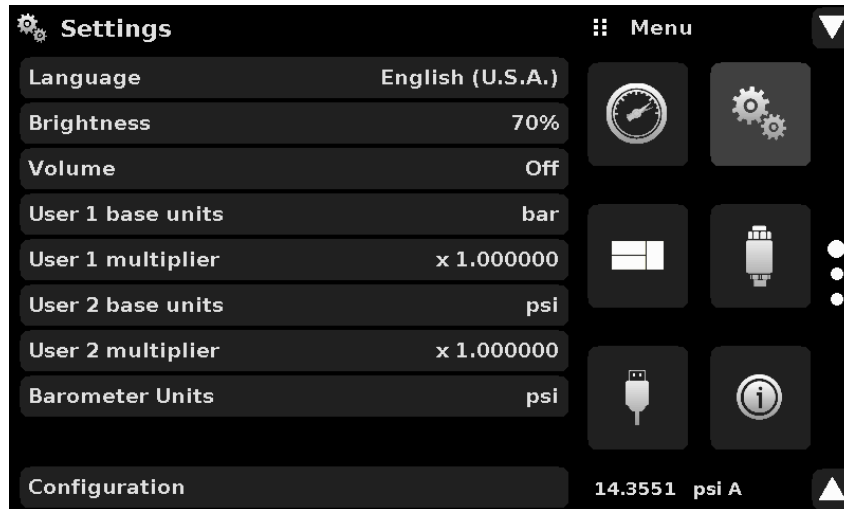 Settings
Language English (U.S.A.)
Brightness 70%
Volume Off
User 1 base units bar
User 1 multiplier x 1.000000
User 2 base units psi
User 2 multiplier x 1.000000
Barometer Units psi
Configuration
Menu
14.3551 psi A